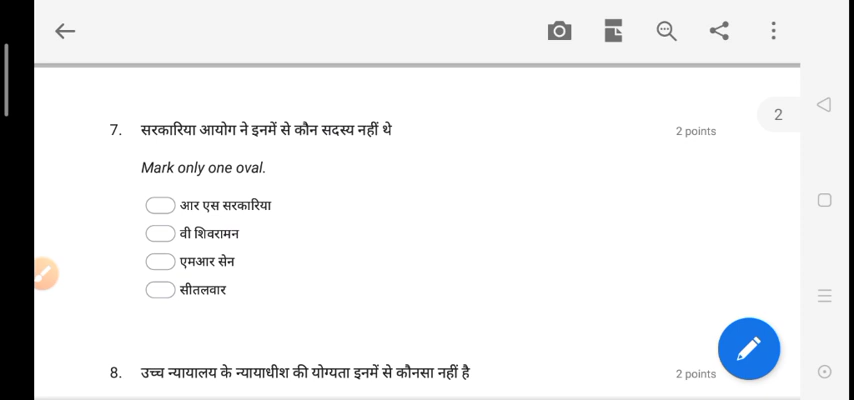 2
7. सरकारिया आयोग ने इनमें से कौन सदस्य नहीं थे 2 points
Mark only one oval.
आर एस सरकारिया
वी शिवरामन
एमआर सेन
सीतलवार
8. उच्च न्यायालय के न्यायाधीश की योग्यता इनमें से कौनसा नहीं है 2 points